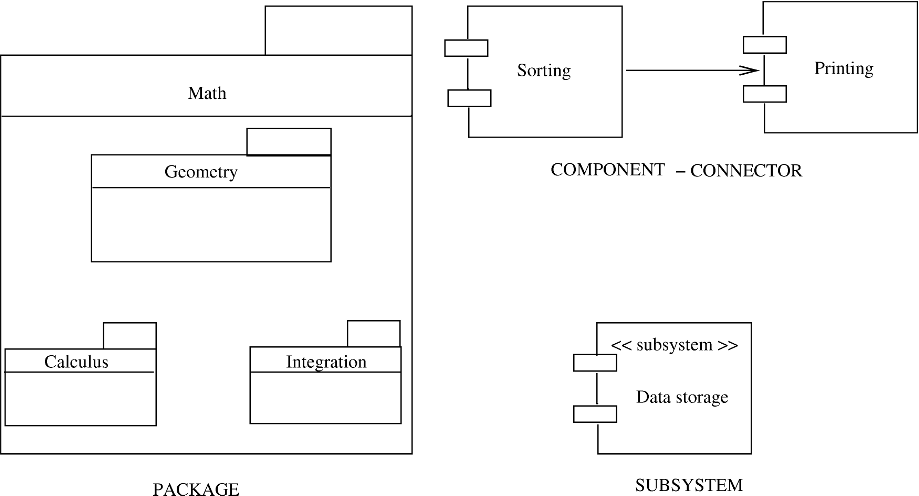 Math
Geometry
Calculus
Integration
PACKAGE
Sorting
Printing
COMPONENT – CONNECTOR
<< subsystem >>
Data storage
SUBSYSTEM